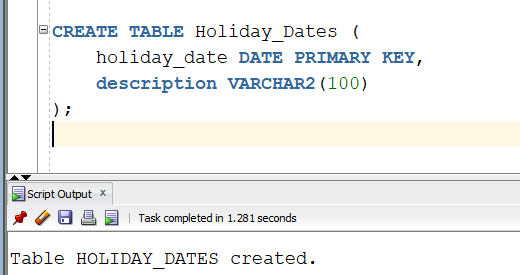 CREATE TABLE Holiday_Dates (
holiday_date DATE PRIMARY KEY,
description VARCHAR2(100)
);
Script Output x
Task completed in 1.281 seconds
Table HOLIDAY_DATES created.